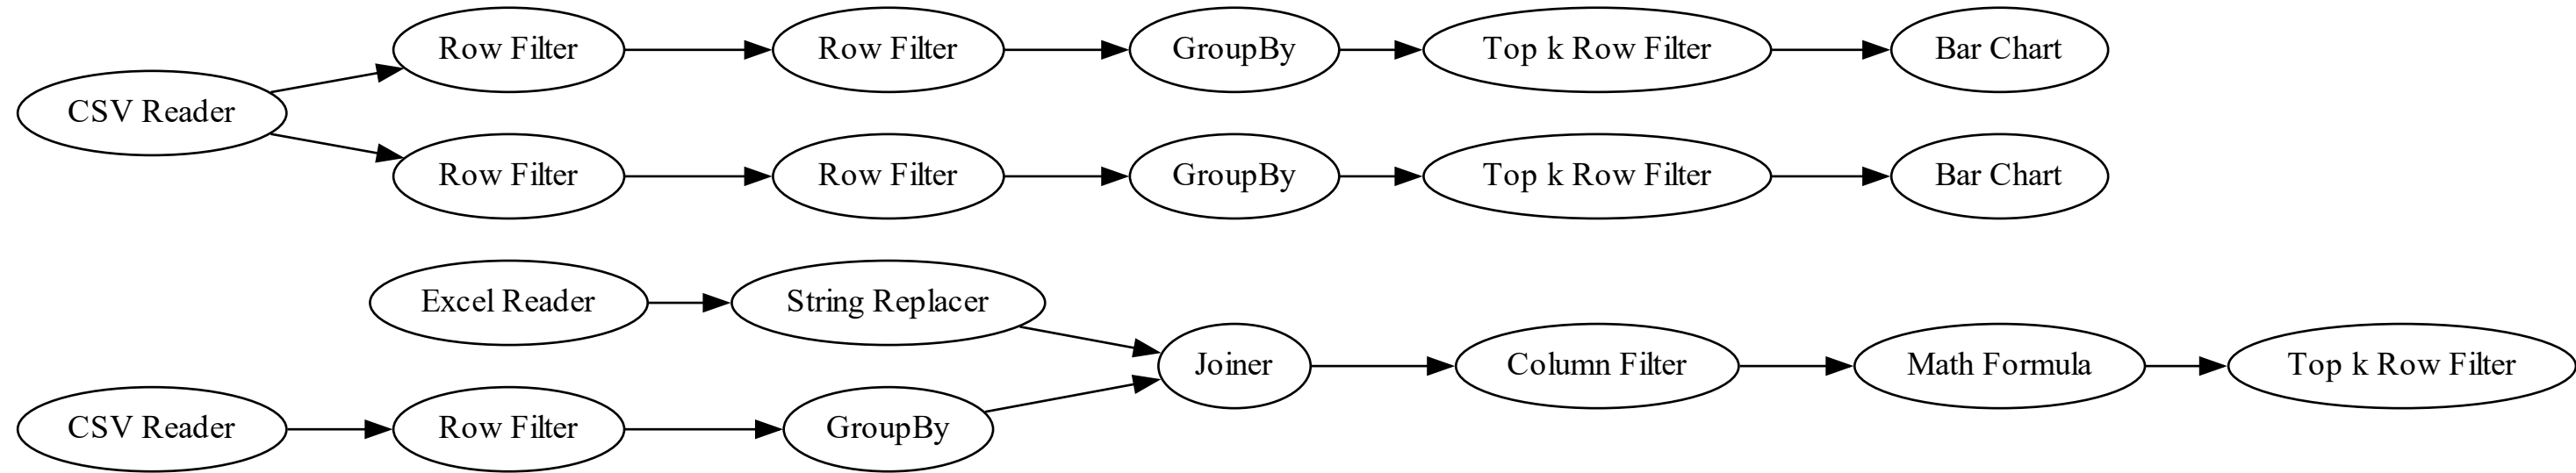 Row Filter Row Filter GroupBy Top k Row Filter Bar Chart
CSV Reader
Row Filter Row Filter GroupBy Top k Row Filter Bar Chart
Excel Reader String Replacer
Joiner Column Filter Math Formula Top k Row Filter
CSV Reader Row Filter GroupBy